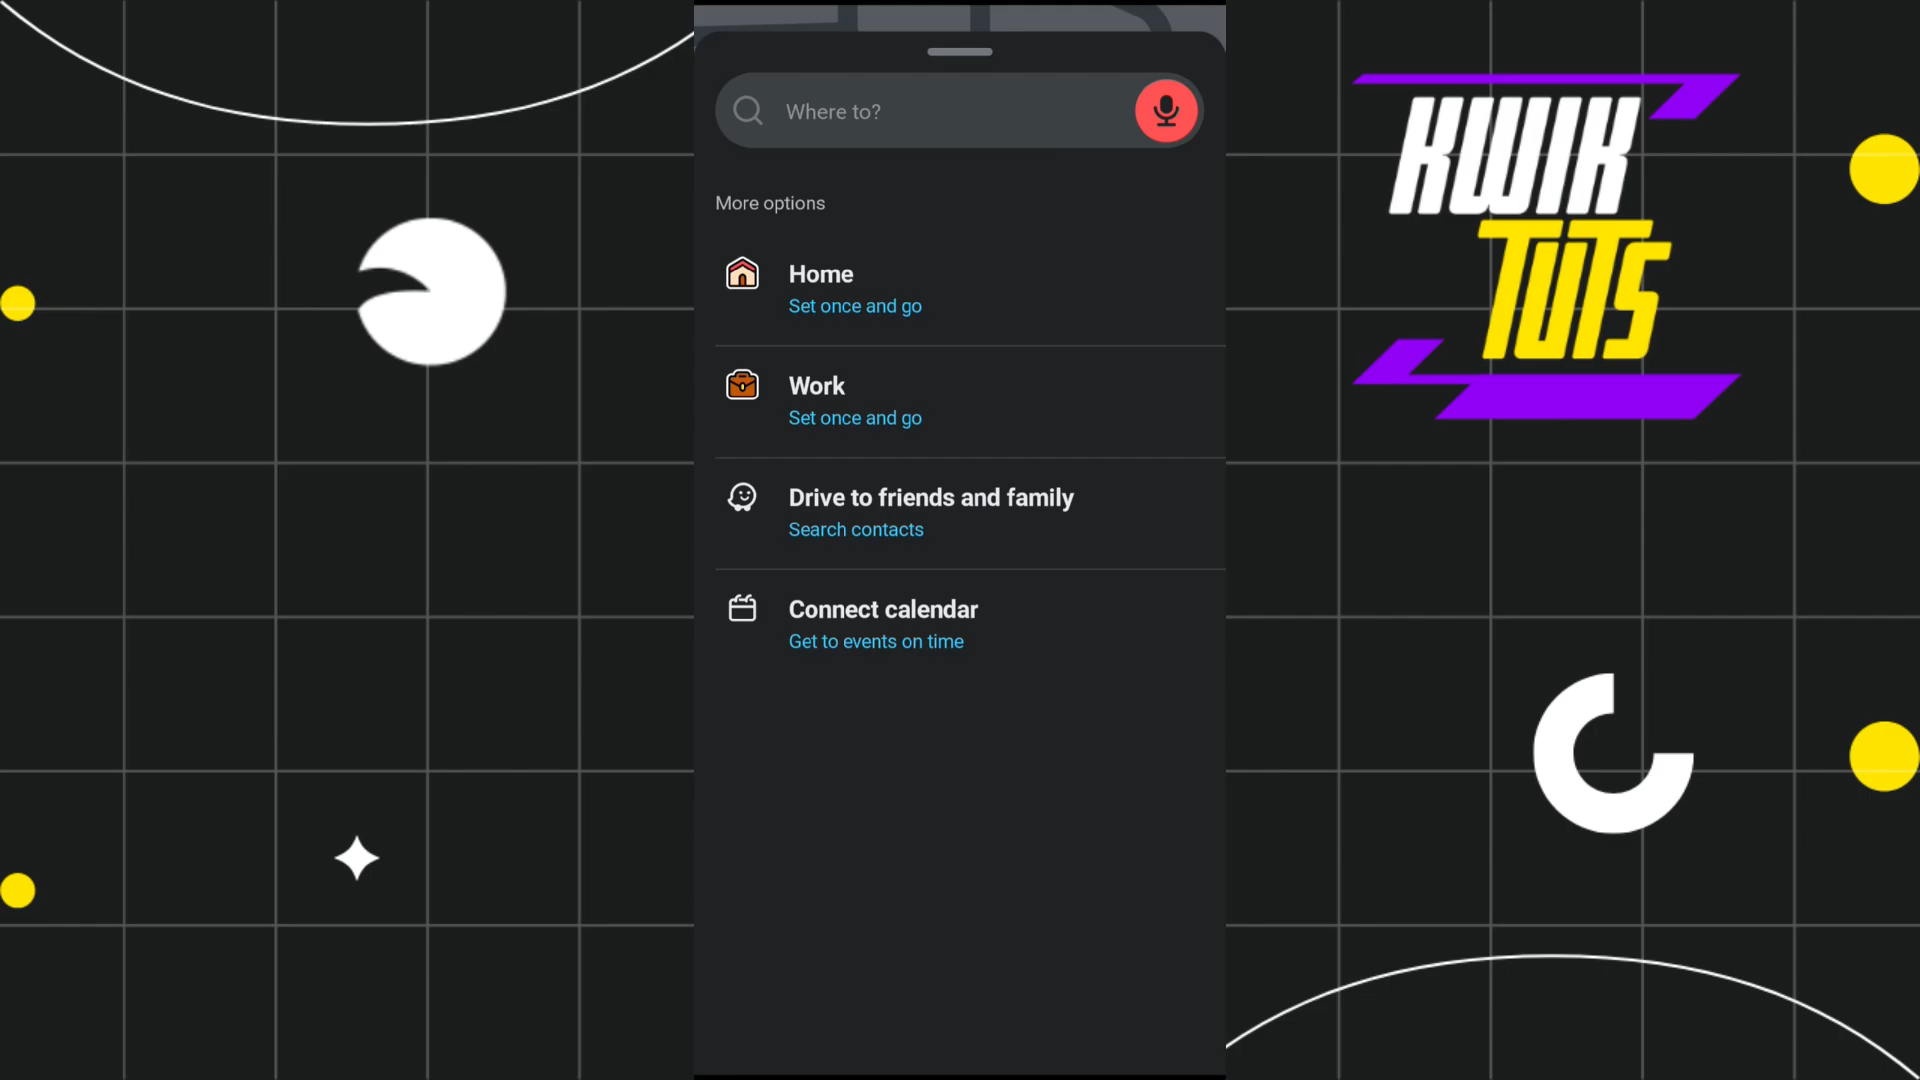 Where to?
More options
Home
Set once and go
Work
Set once and go
Drive to friends and family
Search contacts
Connect calendar
Get to events on time
KWIK
TUTS